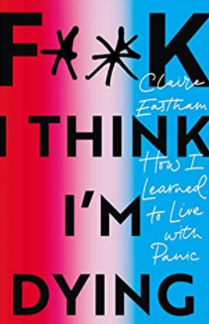 F**K
Claire
Eastham
I THINK
How I
Learned
I'M
to Live
with
Panic
DYING